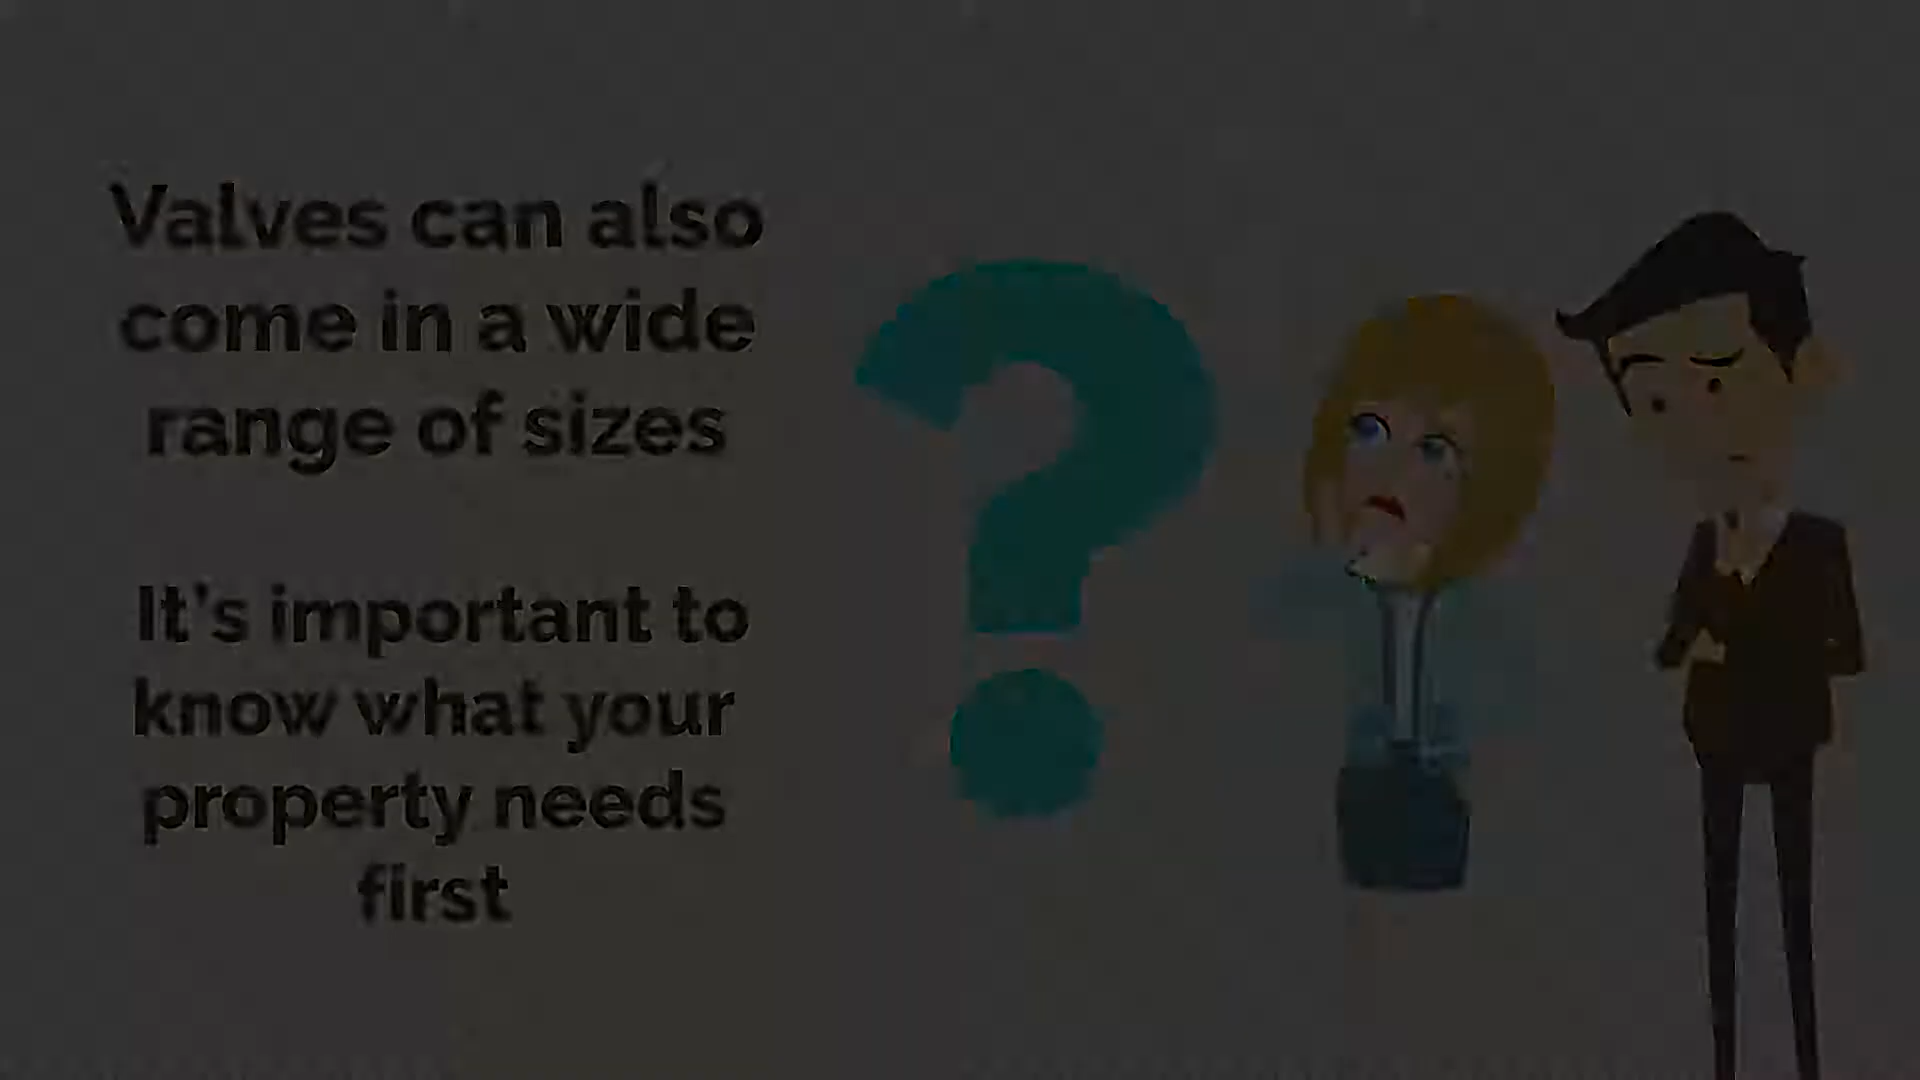 Valves can also
come in a wide
range of sizes
It's important to
know what your
property needs
first